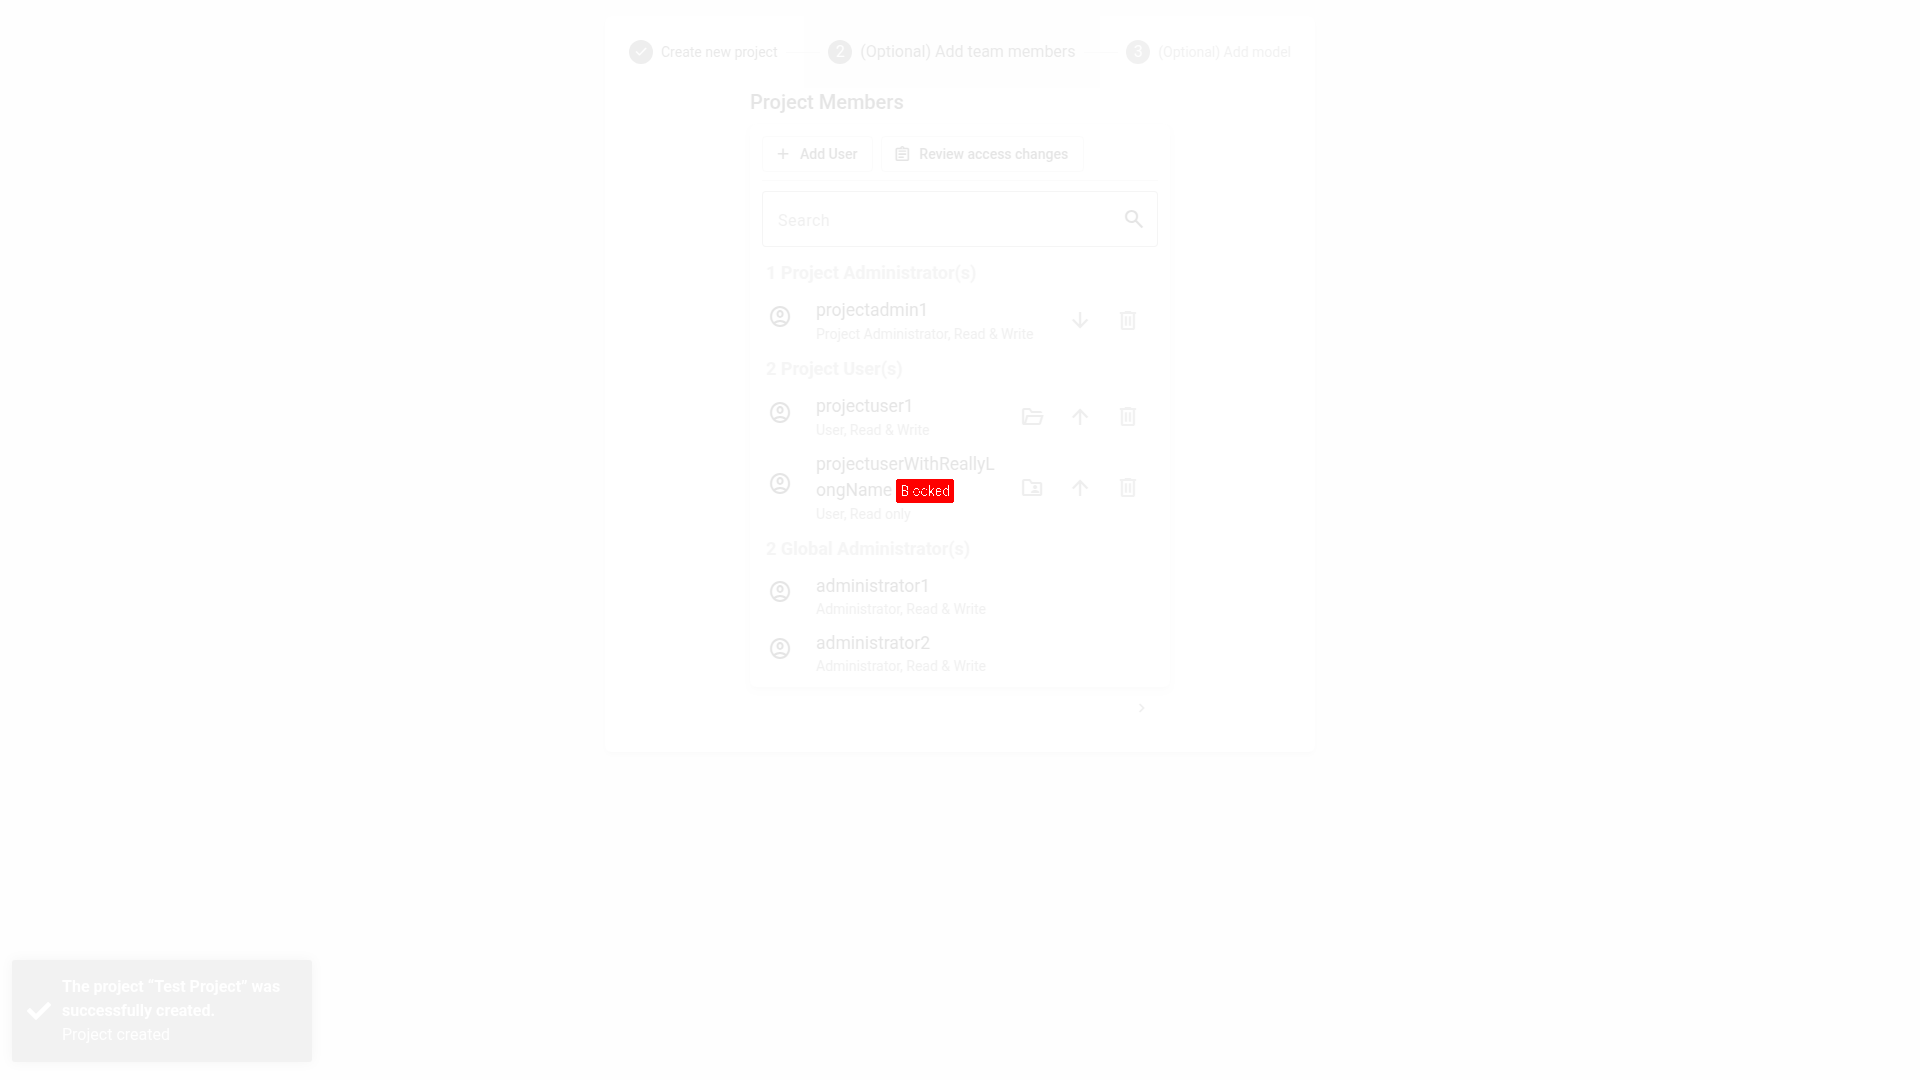 Create new project
2 (Optional) Add team members
3 (Optional) Add model
Project Members
Add User
Review access changes
Search
1 Project Administrator(s)
projectadmin1
Project Administrator, Read & Write
2 Project User(s)
projectuser1
User, Read & Write
projectuserWithReallyL
ongName B ocked
User, Read only
2 Global Administrator(s)
administrator1
Administrator, Read & Write
administrator2
Administrator, Read & Write
The project “Test Project” was
successfully created.
Project created